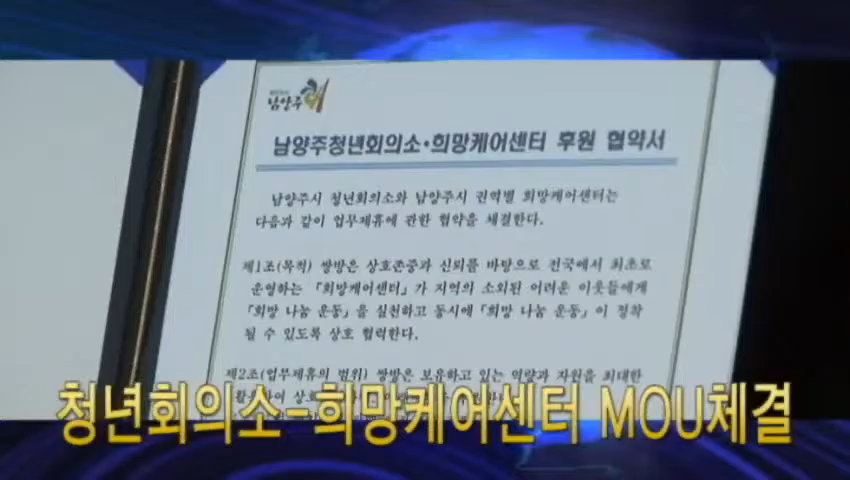 남양주
남양주청년회의소·희망케어센터 후원 협약서
남양주시 청년회의소와 남양주시 권역별 희망케어센터는
다음과 같이 업무제휴에 관한 협약을 체결한다.
제1조(목적) 쌍방은 상호존중과 신뢰를 바탕으로 전국에서 최초로
운영하는 「희망케어센터」가 지역의 소외된 어려운 이웃들에게
「희망 나눔 운동」을 실천하고 동시에 「희망 나눔 운동」이 정착
될 수 있도록 상호 협력한다.
제2조(업무제휴의 범위) 쌍방은 보유하고 있는 역량과 자원을 최대한
청년회의소-희망케어센터 MOU체결